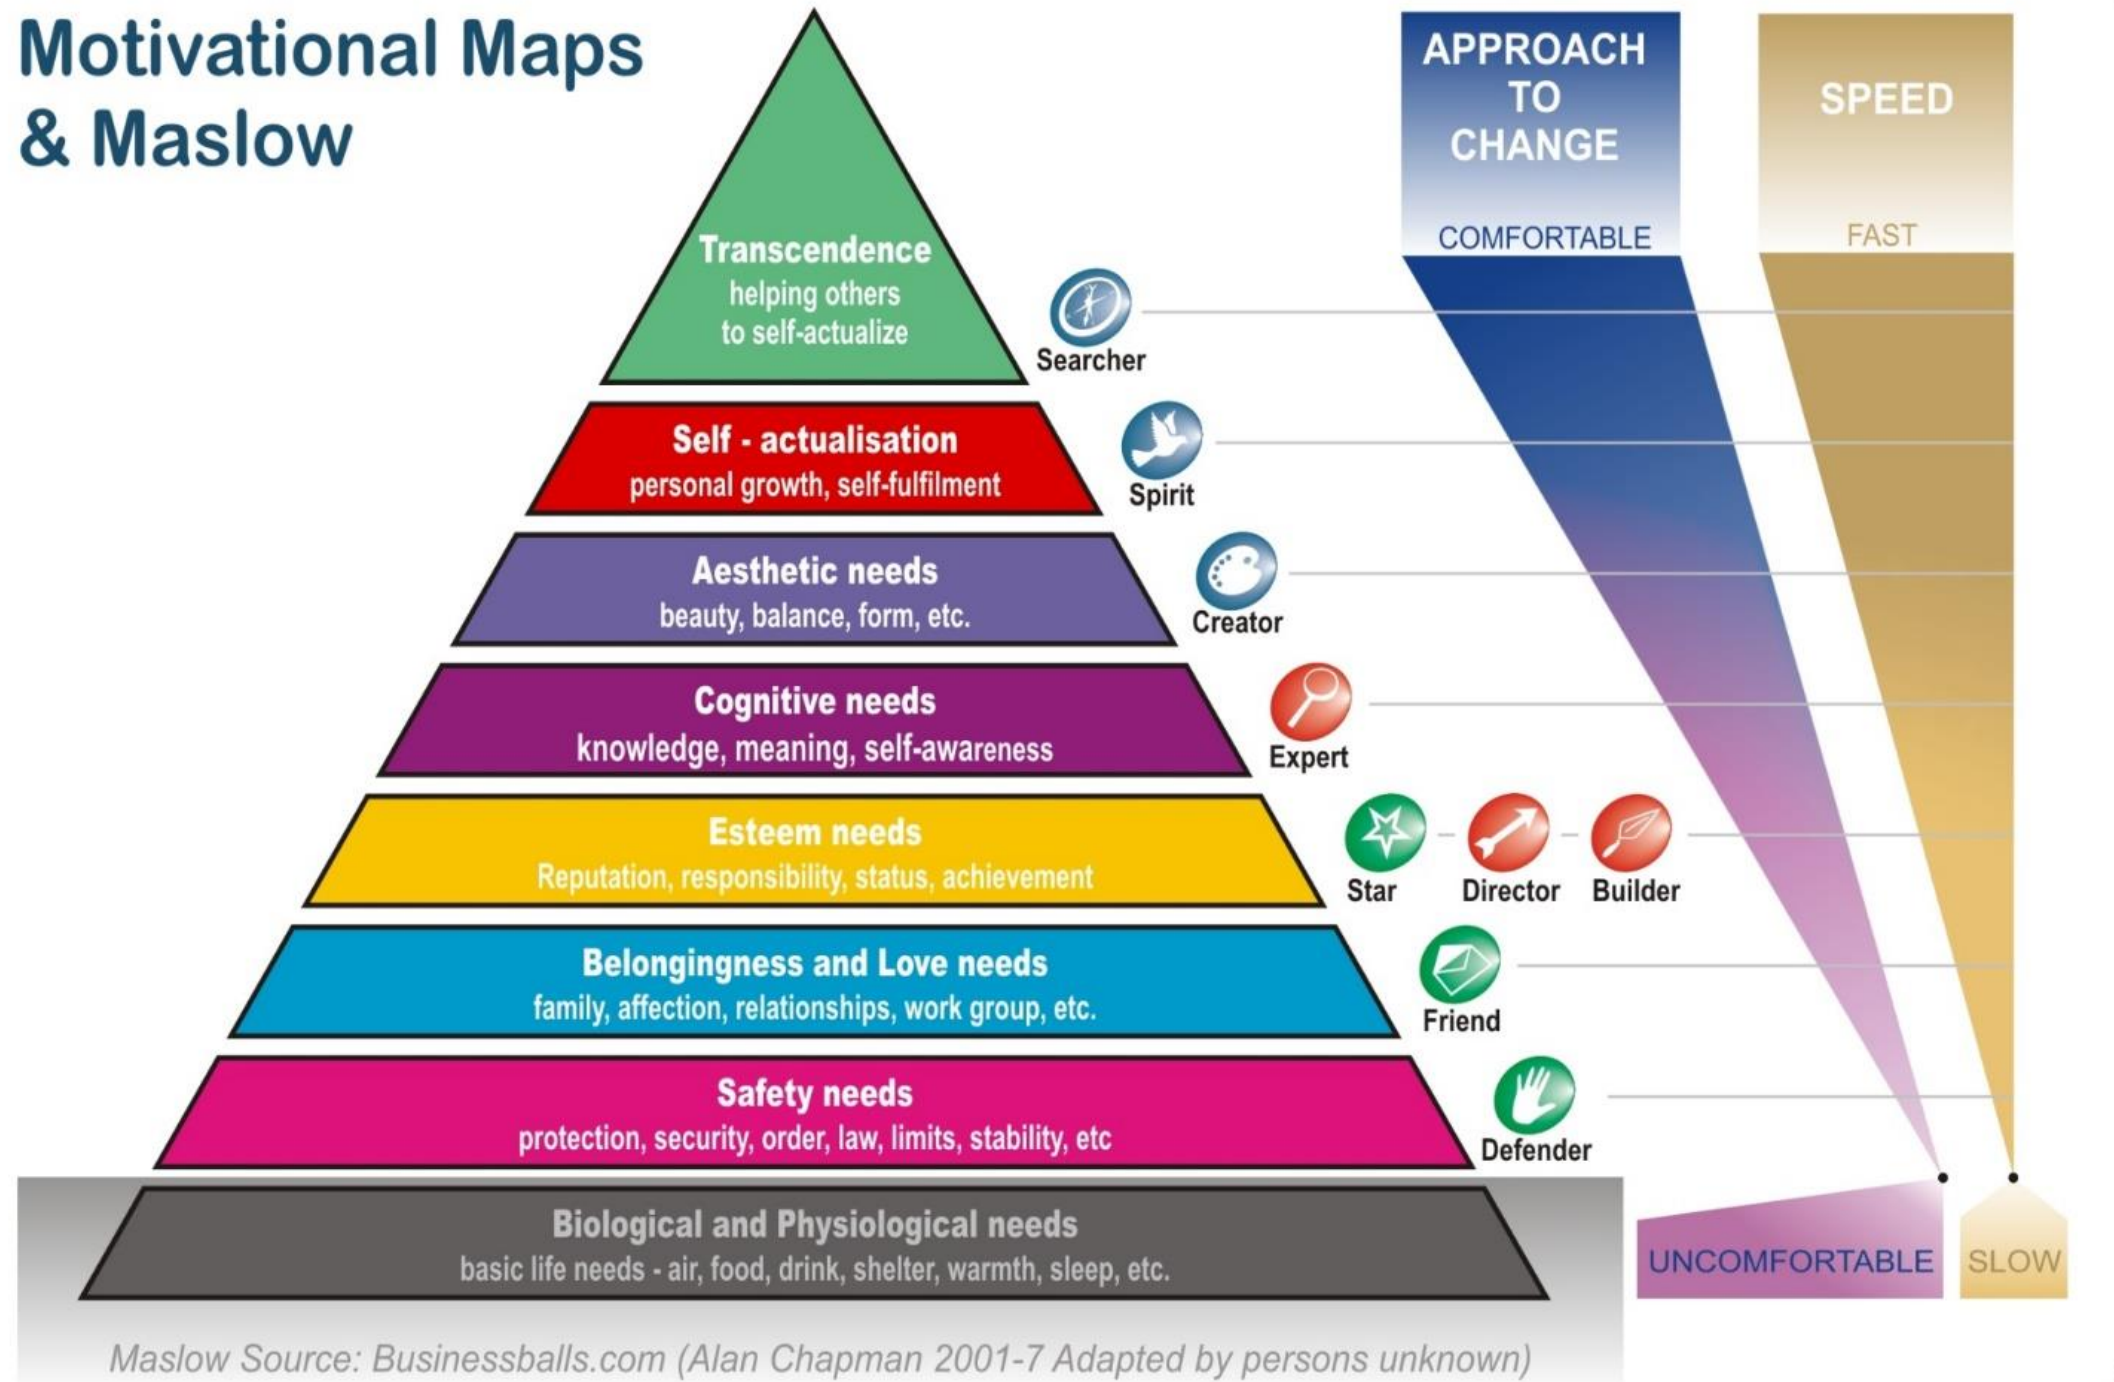 Motivational Maps
& Maslow
APPROACH
TO
CHANGE
COMFORTABLE
SPEED
FAST
Transcendence
helping others
to self-actualize
Searcher
Self - actualisation
personal growth, self-fulfilment
Spirit
Aesthetic needs
beauty, balance, form, etc.
Creator
Cognitive needs
knowledge, meaning, self-awareness
Expert
Esteem needs
Reputation, responsibility, status, achievement
Star
Director
Builder
Belongingness and Love needs
family, affection, relationships, work group, etc.
Friend
Safety needs
protection, security, order, law, limits, stability, etc
Defender
Biological and Physiological needs
basic life needs - air, food, drink, shelter, warmth, sleep, etc.
UNCOMFORTABLE
SLOW
Maslow Source: Businessballs.com (Alan Chapman 2001-7 Adapted by persons unknown)